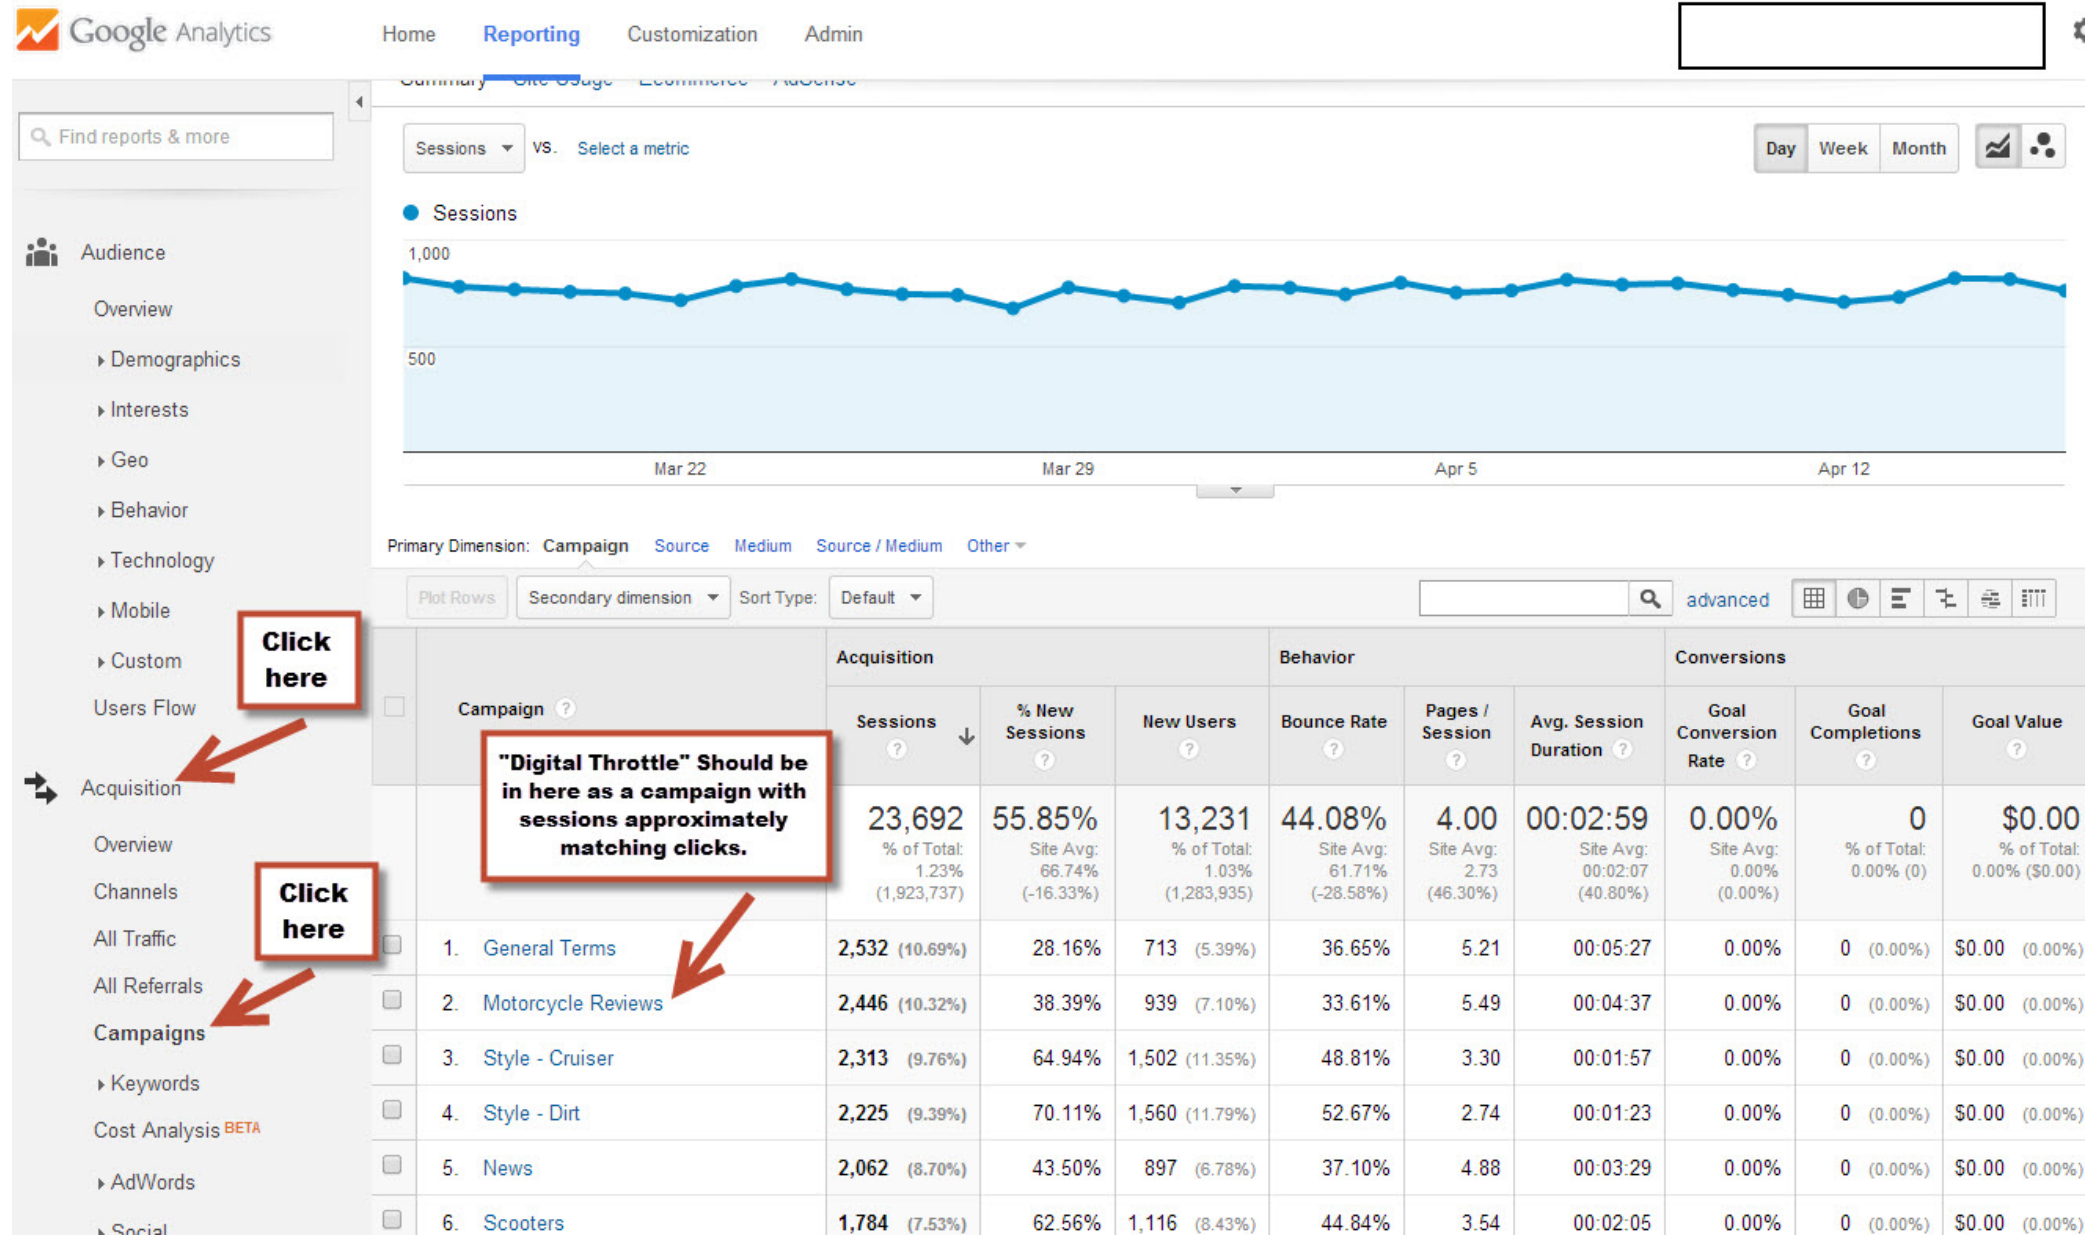 Google Analytics
Home Reporting Customization Admin
Summary Site Usage Ecommerce AdSense
Find reports & more
Sessions VS. Select a metric
Day Week Month
Sessions
1,000
500
Mar 22 Mar 29 Apr 5 Apr 12
Audience
Overview
Demographics
Interests
Geo
Behavior
Technology
Mobile
Custom
Users Flow
Click
here
Acquisition
Overview
Channels
All Traffic
All Referrals
Campaigns
Keywords
Cost Analysis BETA
AdWords
Social
Click
here
Primary Dimension: Campaign Source Medium Source / Medium Other
Plot Rows Secondary dimension Sort Type: Default advanced
Campaign ?
Acquisition Behavior Conversions
Sessions ?
% New
Sessions
?
New Users
?
Bounce Rate
?
Pages /
Session
?
Avg. Session
Duration ?
Goal
Conversion
Rate ?
Goal
Completions
?
Goal Value
?
"Digital Throttle" Should be
in here as a campaign with
sessions approximately
matching clicks.
23,692 55.85% 13,231 44.08% 4.00 00:02:59 0.00% 0 $0.00
% of Total: Site Avg: % of Total: Site Avg: Site Avg: Site Avg: Site Avg: % of Total: % of Total:
1.23% 66.74% 1.03% 61.71% 2.73 00:02:07 0.00% 0.00% (0) 0.00% ($0.00)
(1,923,737) (-16.33%) (1,283,935) (-28.58%) (46.30%) (40.80%) (0.00%)
1. General Terms 2,532 (10.69%) 28.16% 713 (5.39%) 36.65% 5.21 00:05:27 0.00% 0 (0.00%) $0.00 (0.00%)
2. Motorcycle Reviews 2,446 (10.32%) 38.39% 939 (7.10%) 33.61% 5.49 00:04:37 0.00% 0 (0.00%) $0.00 (0.00%)
3. Style - Cruiser 2,313 (9.76%) 64.94% 1,502 (11.35%) 48.81% 3.30 00:01:57 0.00% 0 (0.00%) $0.00 (0.00%)
4. Style - Dirt 2,225 (9.39%) 70.11% 1,560 (11.79%) 52.67% 2.74 00:01:23 0.00% 0 (0.00%) $0.00 (0.00%)
5. News 2,062 (8.70%) 43.50% 897 (6.78%) 37.10% 4.88 00:03:29 0.00% 0 (0.00%) $0.00 (0.00%)
6. Scooters 1,784 (7.53%) 62.56% 1,116 (8.43%) 44.84% 3.54 00:02:05 0.00% 0 (0.00%) $0.00 (0.00%)